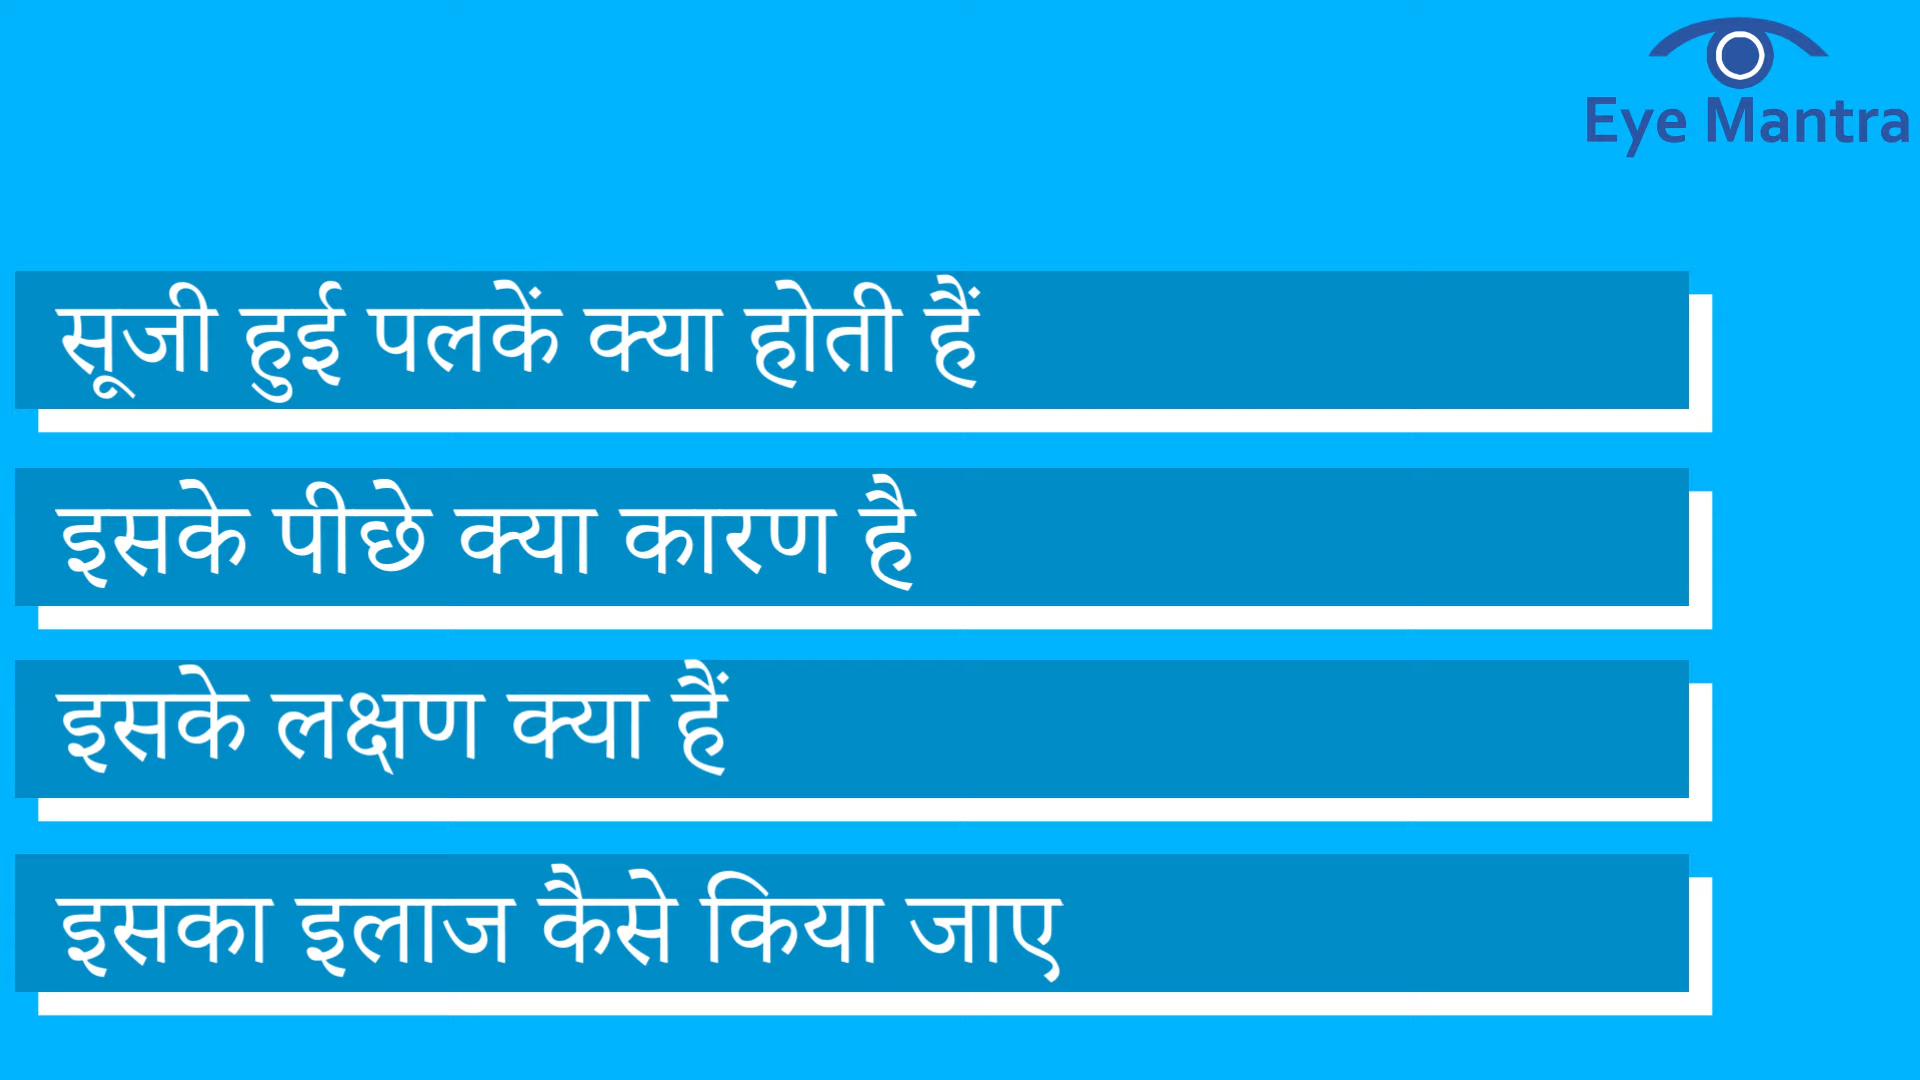 Eye Mantra
सूजी हुई पलकें क्या होती हैं
इसके पीछे क्या कारण है
इसके लक्षण क्या हैं
इसका इलाज कैसे किया जाए